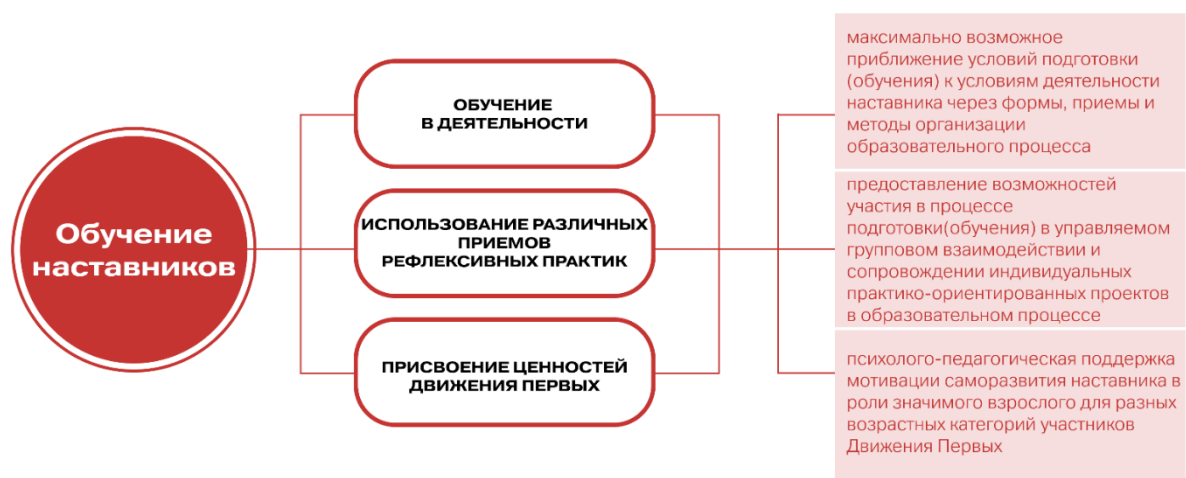 Обучение
наставников
ОБУЧЕНИЕ
В ДЕЯТЕЛЬНОСТИ
ИСПОЛЬЗОВАНИЕ РАЗЛИЧНЫХ
ПРИЕМОВ
РЕФЛЕКСИВНЫХ ПРАКТИК
ПРИСВОЕНИЕ ЦЕННОСТЕЙ
ДВИЖЕНИЯ ПЕРВЫХ
максимально возможное
приближение условий подготовки
(обучения) к условиям деятельности
наставника через формы, приемы и
методы организации
образовательного процесса
предоставление возможностей
участия в процессе
подготовки(обучения) в управляемом
групповом взаимодействии и
сопровождении индивидуальных
практико-ориентированных проектов
в образовательном процессе
психолого-педагогическая поддержка
мотивации саморазвития наставника в
роли значимого взрослого для разных
возрастных категорий участников
Движения Первых